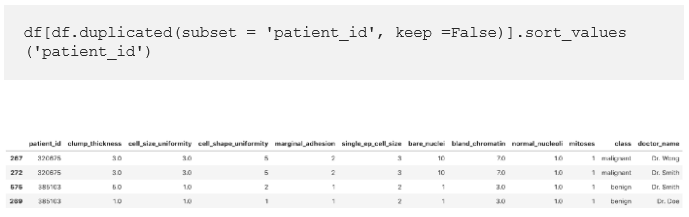 df[df.duplicated(subset = 'patient_id', keep =False)].sort_values
('patient_id')
patient_id clump_thickness cell_size_uniformity cell_shape_uniformity marginal_adhesion single_ep_cell_size bare_nuclei bland_chromatin normal_nucleoli mitoses class doctor_name
267 320675 3.0 3.0 5 2 3 10 7.0 1.0 1 malignant Dr. Wong
272 320675 3.0 3.0 5 2 3 10 7.0 1.0 1 malignant Dr. Smith
575 385103 5.0 1.0 2 1 2 1 3.0 1.0 1 benign Dr. Smith
269 385103 1.0 1.0 1 1 2 1 3.0 1.0 1 benign Dr. Doe